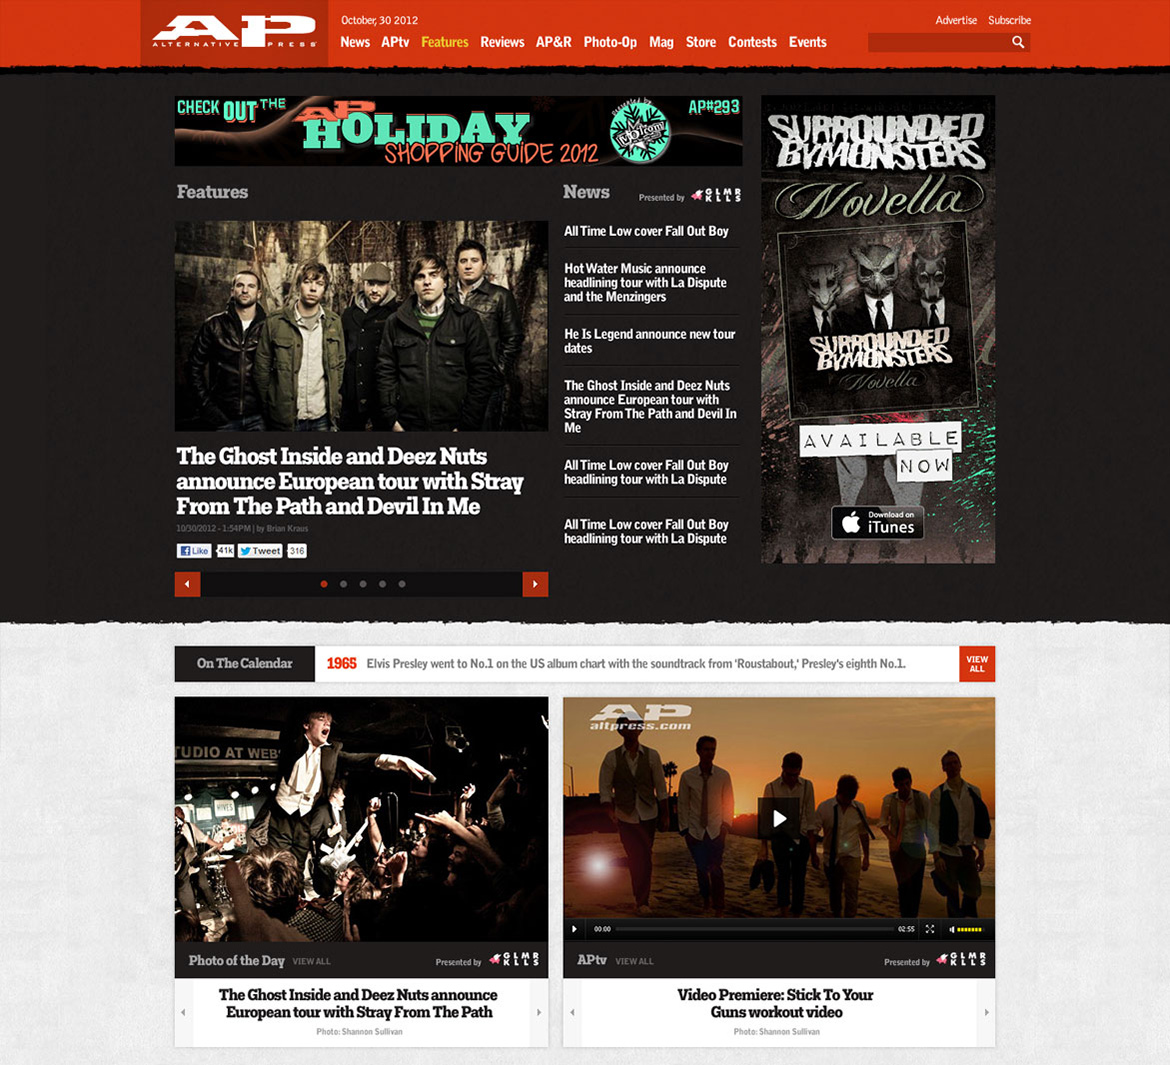 AP
ALTERNATIVE PRESS
October, 30 2012
Advertise Subscribe
News APtv Features Reviews AP&R Photo-Op Mag Store Contests Events
CHECK OUT THE
AP
HOLIDAY
SHOPPING GUIDE 2012
AP#293
Features
The Ghost Inside and Deez Nuts
announce European tour with Stray
From The Path and Devil In Me
10/30/2012 - 1:54PM | by Brian Kraus
Like 41k Tweet 316
News
Presented by GLMR
KLLS
All Time Low cover Fall Out Boy
Hot Water Music announce
headlining tour with La Dispute
and the Menzingers
He Is Legend announce new tour
dates
The Ghost Inside and Deez Nuts
announce European tour with
Stray From The Path and Devil In
Me
All Time Low cover Fall Out Boy
headlining tour with La Dispute
All Time Low cover Fall Out Boy
headlining tour with La Dispute
SURROUNDED
BY MONSTERS
Novella
SURROUNDED
BY MONSTERS
Novella
AVAILABLE
NOW
Download on
iTunes
On The Calendar
1965 Elvis Presley went to No.1 on the US album chart with the soundtrack from ‘Roustabout,‘ Presley's eighth No.1.
VIEW
ALL
TUDIO AT WEB
HIVES
Photo of the Day VIEW ALL
Presented by GLMR
KLLS
The Ghost Inside and Deez Nuts announce
European tour with Stray From The Path
Photo: Shannon Sullivan
AP
altpress.com
00:00 02:55
APtv VIEW ALL
Presented by GLMR
KLLS
Video Premiere: Stick To Your
Guns workout video
Photo: Shannon Sullivan